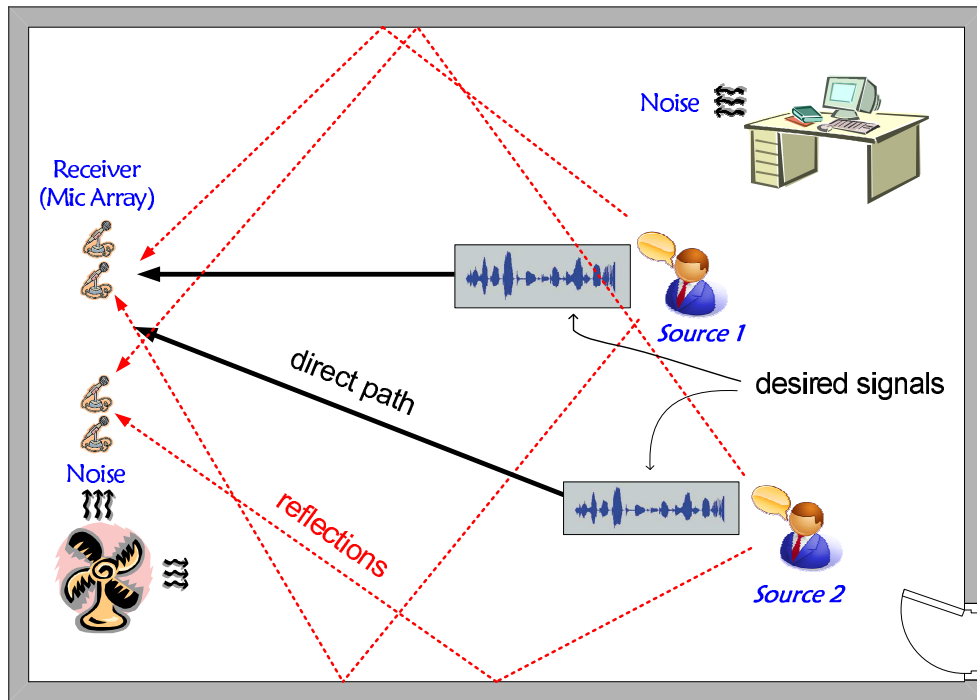 Noise
Receiver
(Mic Array)
Source 1
direct path
desired signals
Noise
reflections
Source 2